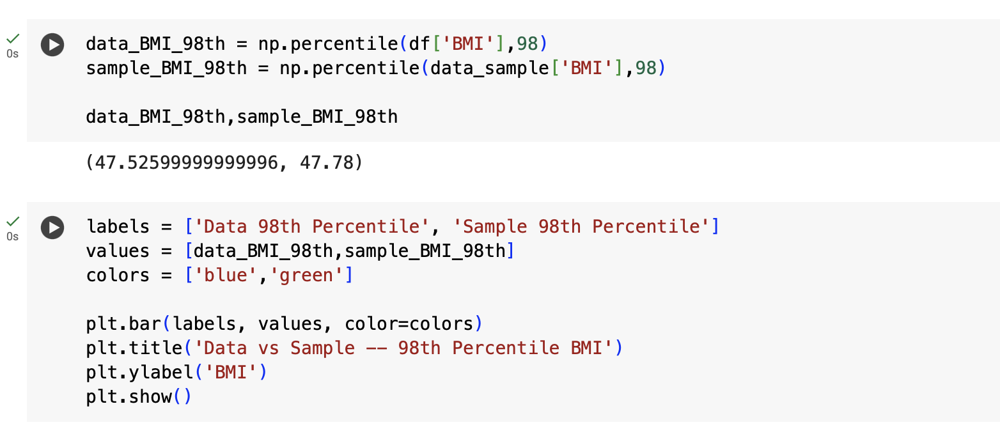 data_BMI_98th = np.percentile(df['BMI'],98)
0s
sample_BMI_98th = np.percentile(data_sample['BMI'],98)
data_BMI_98th,sample_BMI_98th
(47.52599999999996, 47.78)
labels = ['Data 98th Percentile', 'Sample 98th Percentile']
0s
values = [data_BMI_98th,sample_BMI_98th]
colors = ['blue','green']
plt.bar(labels, values, color=colors)
plt.title('Data vs Sample -- 98th Percentile BMI')
plt.ylabel('BMI')
plt.show()